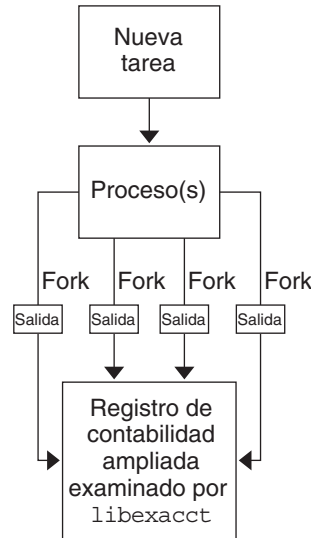 Nueva
tarea
Proceso(s)
Fork Fork Fork Fork
Salida Salida Salida Salida
Registro de
contabilidad
ampliada
examinado por
libexacct